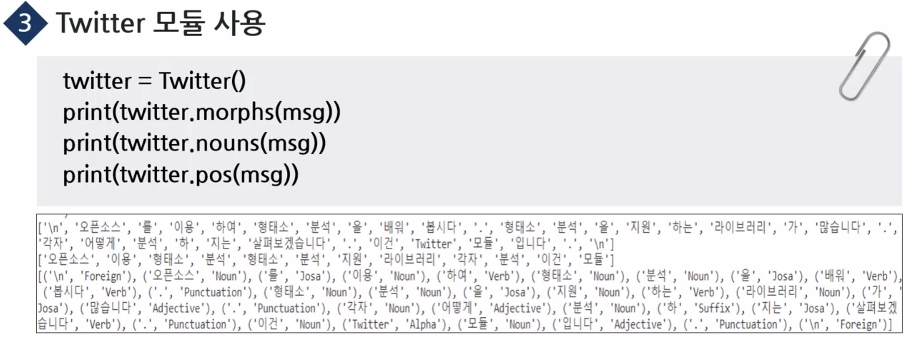 3 Twitter 모듈 사용
twitter = Twitter()
print(twitter.morphs(msg))
print(twitter.nouns(msg))
print(twitter.pos(msg))
['\n', '오픈소스', '를', '이용', '하여', '형태소', '분석', '을', '배워', '봅시다', '.', '형태소', '분석', '을', '지원', '하는', '라이브러리', '가', '많습니다', '.',
'각자', '어떻게', '분석', '하', '지는', '살펴보겠습니다', '.', '이건', 'Twitter', '모듈', '입니다', '.', '\n']
['오픈소스', '이용', '형태소', '분석', '형태소', '분석', '지원', '라이브러리', '각자', '분석', '이건', '모듈']
[('\n', 'Foreign'), ('오픈소스', 'Noun'), ('를', 'Josa'), ('이용', 'Noun'), ('하여', 'Verb'), ('형태소', 'Noun'), ('분석', 'Noun'), ('을', 'Josa'), ('배워', 'Verb'),
('봅시다', 'Verb'), ('.', 'Punctuation'), ('형태소', 'Noun'), ('분석', 'Noun'), ('을', 'Josa'), ('지원', 'Noun'), ('하는', 'Verb'), ('라이브러리', 'Noun'), ('가', '
Josa'), ('많습니다', 'Adjective'), ('.', 'Punctuation'), ('각자', 'Noun'), ('어떻게', 'Adjective'), ('분석', 'Noun'), ('하', 'Suffix'), ('지는', 'Josa'), ('살펴보겠
습니다', 'Verb'), ('.', 'Punctuation'), ('이건', 'Noun'), ('Twitter', 'Alpha'), ('모듈', 'Noun'), ('입니다', 'Adjective'), ('.', 'Punctuation'), ('\n', 'Foreign')]